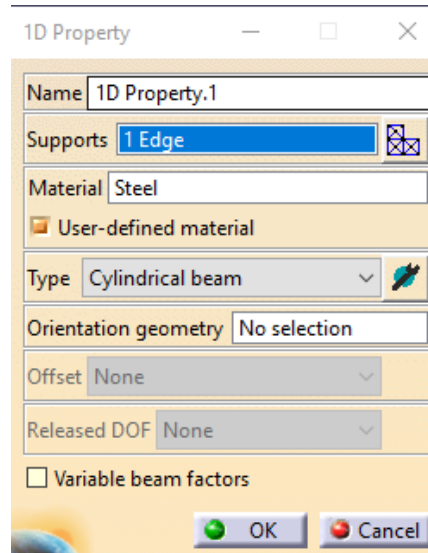 1D Property
Name 1D Property.1
Supports 1 Edge
Material Steel
User-defined material
Type Cylindrical beam
Orientation geometry No selection
Offset None
Released DOF None
Variable beam factors
OK Cancel